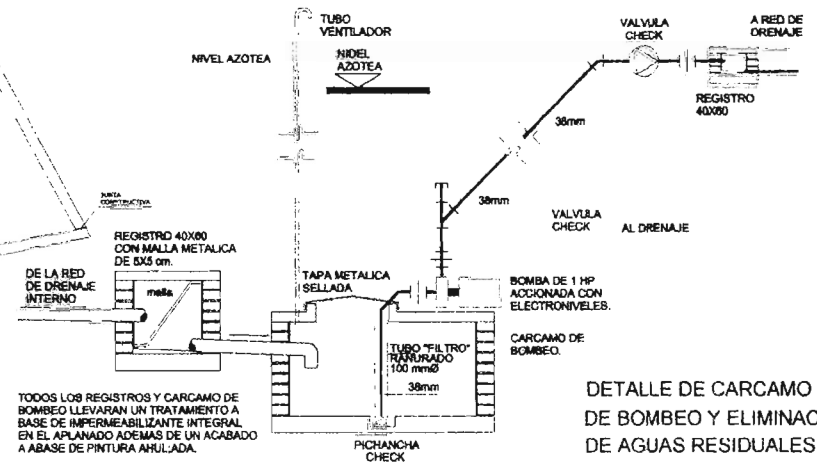 TUBO
VENTILADOR
NIVEL AZOTEA
NIDEL
AZOTEA
VALVULA
CHECK
A RED DE
DRENAJE
REGISTRO
40X60
38mm
38mm
VALVULA
CHECK
AL DRENAJE
JUNTA
CONSTRUCTIVA
REGISTRO 40X60
CON MALLA METALICA
DE 5X5 cm.
DE LA RED
DE DRENAJE
INTERNO
malla
TAPA METALICA
SELLADA
BOMBA DE 1 HP
ACCIONADA CON
ELECTRONIVELES.
CARCAMO DE
BOMBEO.
TUBO "FILTRO"
RANURADO
100 mmØ
38mm
PICHANCHA
CHECK
TODOS LOS REGISTROS Y CARCAMO DE
BOMBEO LLEVARAN UN TRATAMIENTO A
BASE DE IMPERMEABILIZANTE INTEGRAL
EN EL APLANADO ADEMAS DE UN ACABADO
A ABASE DE PINTURA AHULADA.
DETALLE DE CARCAMO
DE BOMBEO Y ELIMINAC
DE AGUAS RESIDUALES